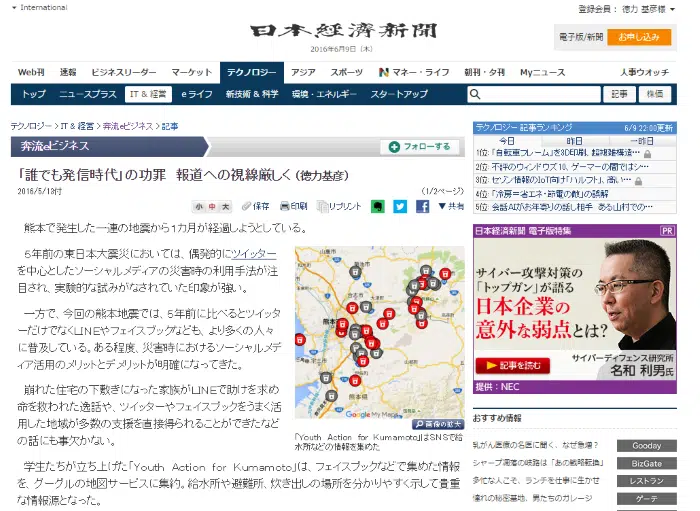 International
登録会員： 徳力 基彦様
日本経済新聞
2016年6月9日（木）
電子版/新聞 お申し込み
Web刊 速報 ビジネスリーダー マーケット テクノロジー アジア スポーツ N マネー・ライフ 朝刊・夕刊 Myニュース 人事ウオッチ
トップ ニュースプラス IT & 経営 eライフ 新技術 & 科学 環境・エネルギー スタートアップ 記事 株価
テクノロジー > IT & 経営 > 奔流eビジネス > 記事
奔流eビジネス
フォローする
「誰でも発信時代」の功罪 報道への視線厳しく （徳力基彦）
2016/5/13付
（1/2ページ）
小 中 大 保存 印刷 リプリント 共有
熊本で発生した一連の地震から1カ月が経過しようとしている。
5年前の東日本大震災においては、偶発的にツイッター
を中心としたソーシャルメディアの災害時の利用手法が注
目され、実験的な試みがなされていた印象が強い。
一方で、今回の熊本地震では、5年前に比べるとツイッ
ターだけでなくLINEやフェイスブックなども、より多くの人々
に普及している。ある程度、災害時におけるソーシャルメデ
ィア活用のメリットとデメリットが明確になってきた。
崩れた住宅の下敷きになった家族がLINEで助けを求め
命を救われた逸話や、ツイッターやフェイスブックをうまく活
用した地域が多数の支援を直接得られることができたなど
の話にも事欠かない。
Google My Maps
画像の拡大
「Youth Action for Kumamoto」はSNSで給
水所などの情報を集めた
学生たちが立ち上げた「Youth Action for Kumamoto」は、フェイスブックなどで集めた情報
を、グーグルの地図サービスに集約。給水所や避難所、炊き出しの場所を分かりやすく示して貴重
な情報源となった。
テクノロジー 記事ランキング 6/9 22:00更新
今日 昨日 一昨日
1位：「自転車フレーム」を3D印刷、超複雑構造…
2位：不評のウィンドウズ10、ゲーマーの間ではシ…
3位：セブン情報のIoT向け「ハルフト」、高い…
4位：「冷房＝省エネ・節電の敵」の誤解
5位：会話AIがお年寄りの話し相手 ある山村での…
日本経済新聞 電子版特集 PR
サイバー攻撃対策の
「トップガン」が語る
日本企業の
意外な弱点とは？
記事を読む
サイバーディフェンス研究所
名和 利男氏
提供：NEC
おすすめ情報
乳がん医療の名医に聞く、なぜ急増？ Gooday
シャープ凋落の岐路は「あの戦略転換」 BizGate
多忙な人こそ、ランチを仕事に生かせ レストラン
憧れの秘密基地、男たちのガレージ ゲーテ